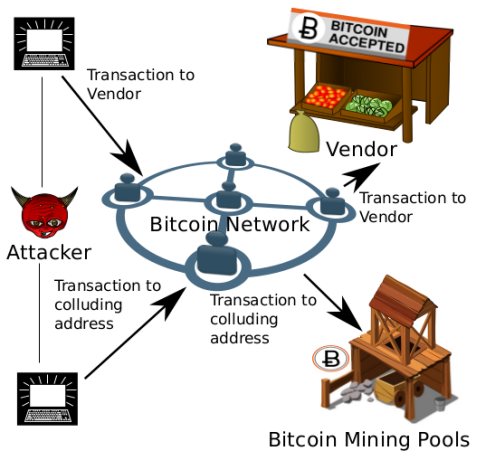 BITCOIN
ACCEPTED
Transaction to
Vendor
Vendor
Transaction to
Vendor
Bitcoin Network
Attacker
Transaction to
colluding
address
Transaction to
colluding
address
Bitcoin Mining Pools